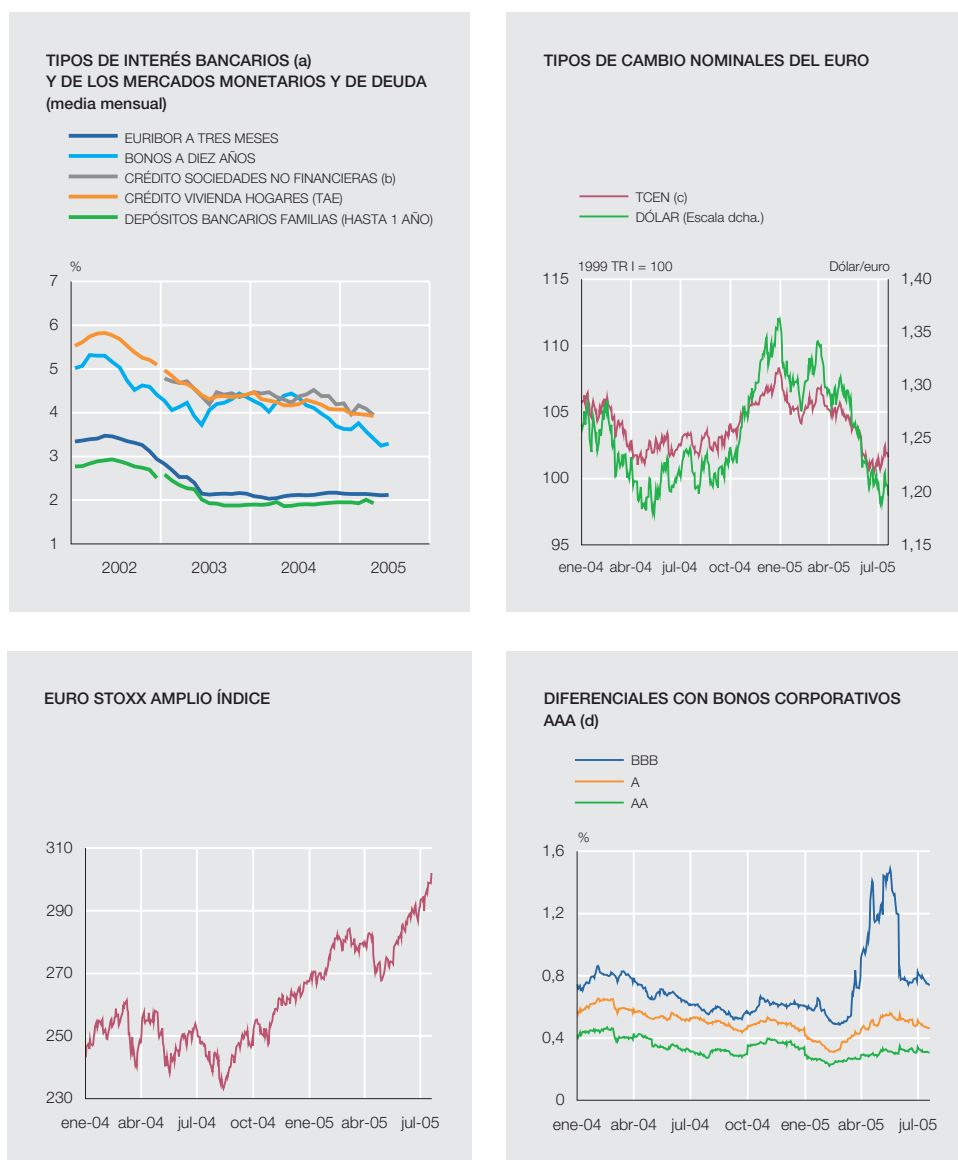 TIPOS DE INTERÉS BANCARIOS (a)
Y DE LOS MERCADOS MONETARIOS Y DE DEUDA
(media mensual)
EURIBOR A TRES MESES
BONOS A DIEZ AÑOS
CRÉDITO SOCIEDADES NO FINANCIERAS (b)
CRÉDITO VIVIENDA HOGARES (TAE)
DEPÓSITOS BANCARIOS FAMILIAS (HASTA 1 AÑO)
%
7
6
5
4
3
2
1
2002 2003 2004 2005
TIPOS DE CAMBIO NOMINALES DEL EURO
TCEN (c)
DÓLAR (Escala dcha.)
1999 TR I = 100 Dólar/euro
115 1,40
1,35
110
1,30
105
1,25
100
1,20
95 1,15
ene-04 abr-04 jul-04 oct-04 ene-05 abr-05 jul-05
EURO STOXX AMPLIO ÍNDICE
310
290
270
250
230
ene-04 abr-04 jul-04 oct-04 ene-05 abr-05 jul-05
DIFERENCIALES CON BONOS CORPORATIVOS
AAA (d)
BBB
A
AA
%
1,6
1,2
0,8
0,4
0
ene-04 abr-04 jul-04 oct-04 ene-05 abr-05 jul-05